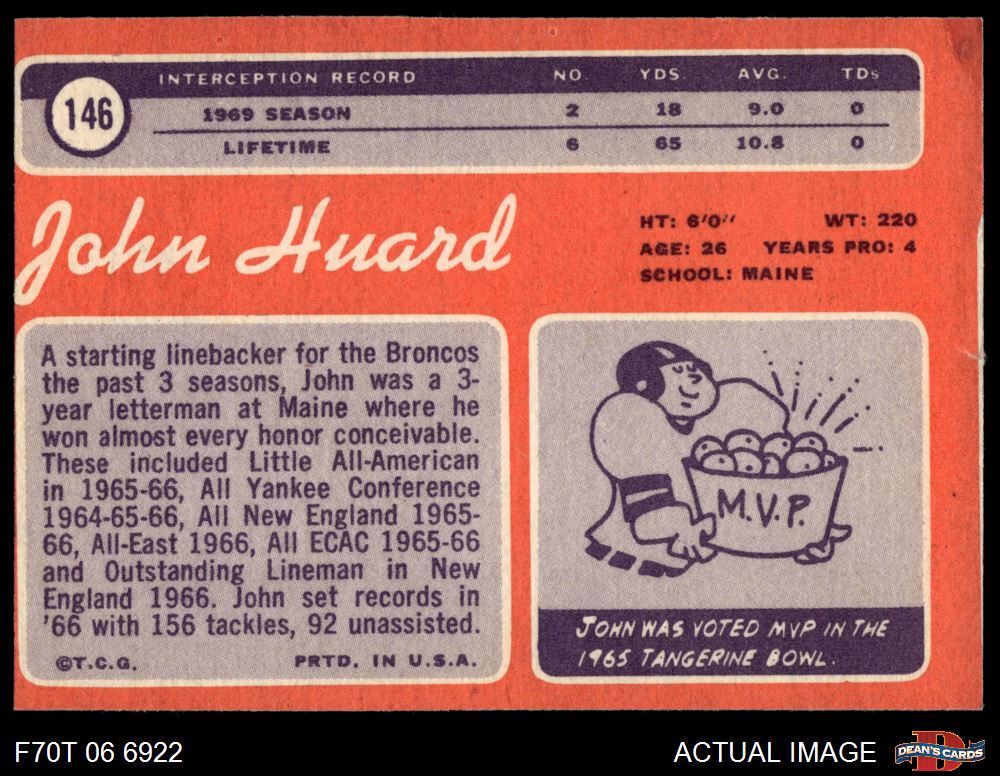 146
INTERCEPTION RECORD NO. YDS. AVG. TDs
1969 SEASON 2 18 9.0 0
LIFETIME 6 65 10.8 0
John Huard
HT: 6'0" WT: 220
AGE: 26 YEARS PRO: 4
SCHOOL: MAINE
A starting linebacker for the Broncos
the past 3 seasons, John was a 3-
year letterman at Maine where he
won almost every honor conceivable.
These included Little All-American
in 1965-66, All Yankee Conference
1964-65-66, All New England 1965-
66, All-East 1966, All ECAC 1965-66
and Outstanding Lineman in New
England 1966. John set records in
'66 with 156 tackles, 92 unassisted.
©T.C.G. PRTD. IN U.S.A.
M.V.P.
JOHN WAS VOTED MVP IN THE
1965 TANGERINE BOWL.
F70T 06 6922
ACTUAL IMAGE
D
DEAN'S CARDS